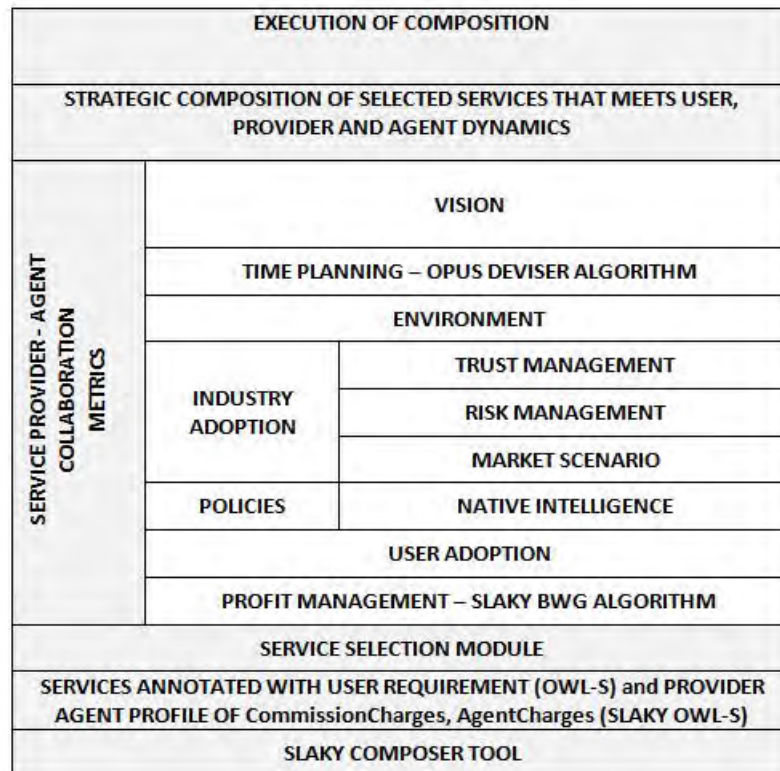 EXECUTION OF COMPOSITION
STRATEGIC COMPOSITION OF SELECTED SERVICES THAT MEETS USER,
PROVIDER AND AGENT DYNAMICS
SERVICE PROVIDER - AGENT
COLLABORATION
METRICS
VISION
TIME PLANNING – OPUS DEVISER ALGORITHM
ENVIRONMENT
INDUSTRY
ADOPTION
TRUST MANAGEMENT
RISK MANAGEMENT
MARKET SCENARIO
POLICIES
NATIVE INTELLIGENCE
USER ADOPTION
PROFIT MANAGEMENT – SLAKY BWG ALGORITHM
SERVICE SELECTION MODULE
SERVICES ANNOTATED WITH USER REQUIREMENT (OWL-S) and PROVIDER
AGENT PROFILE OF CommissionCharges, AgentCharges (SLAKY OWL-S)
SLAKY COMPOSER TOOL